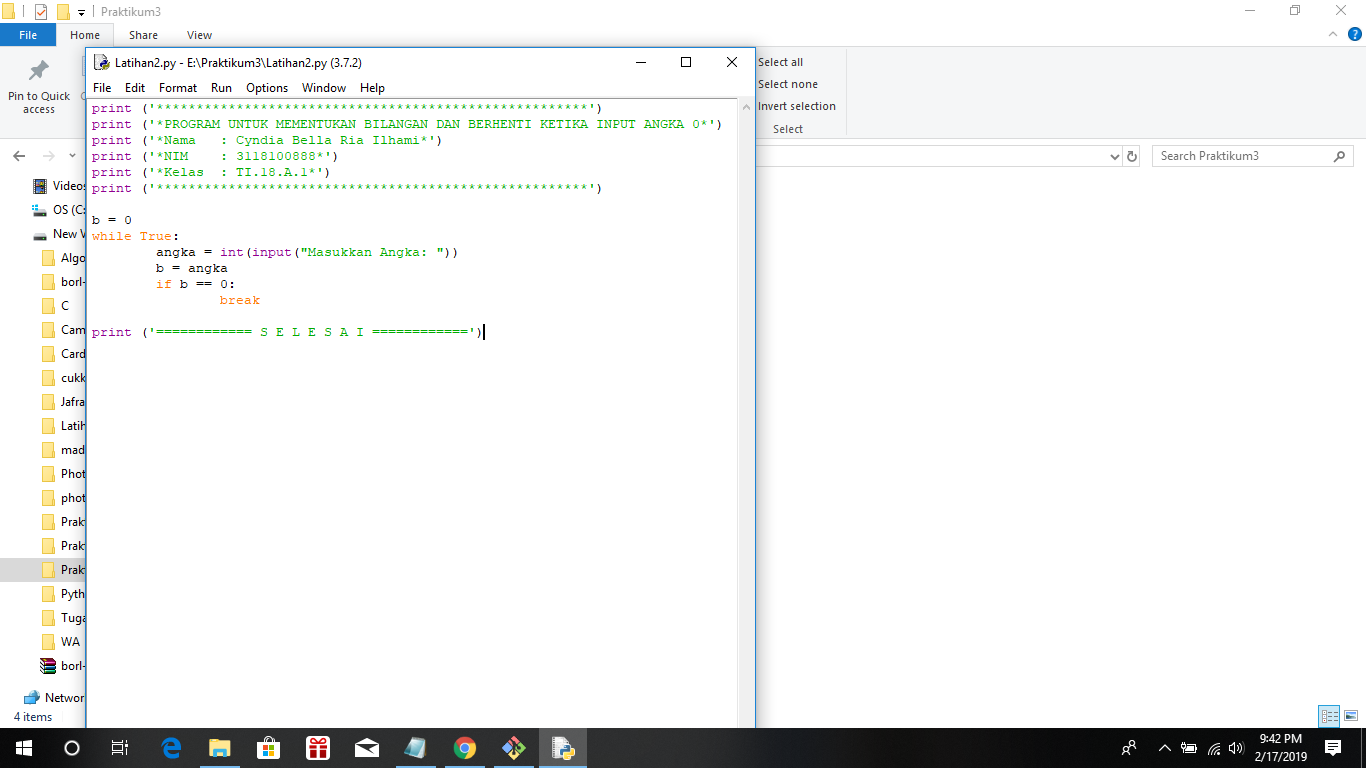 Praktikum3
File Home Share View
Pin to Quick
access
Select all
Select none
Invert selection
Select
Search Praktikum3
Videos
OS (C:
New V
Algo
borl-
C
Cam
Card
cukk
Jafra
Latih
mad
Phot
phot
Prakt
Prakt
Prakt
Pyth
Tuga
WA
borl-
Networ
4 items
Latihan2.py - E:\Praktikum3\Latihan2.py (3.7.2)
File Edit Format Run Options Window Help
print ('******************************************************')
print ('*PROGRAM UNTUK MEMENTUKAN BILANGAN DAN BERHENTI KETIKA INPUT ANGKA 0*')
print ('*Nama   : Cyndia Bella Ria Ilhami*')
print ('*NIM    : 3118100888*')
print ('*Kelas  : TI.18.A.1*')
print ('******************************************************')
b = 0
while True:
        angka = int(input("Masukkan Angka: "))
        b = angka
        if b == 0:
                break
print ('============ S E L E S A I ============')
9:42 PM
2/17/2019